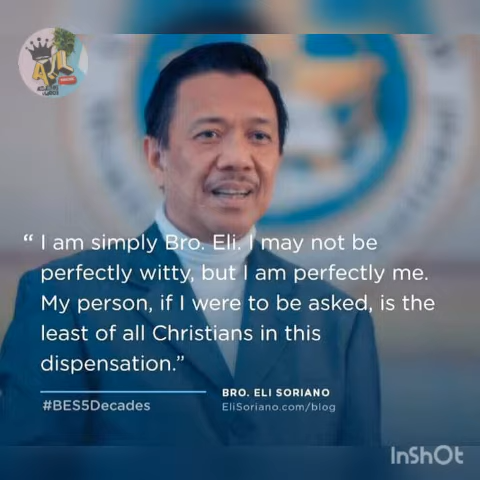 “ I am simply Bro. Eli. I may not be
perfectly witty, but I am perfectly me.
My person, if I were to be asked, is the
least of all Christians in this
dispensation.”
#BES5Decades
BRO. ELI SORIANO
EliSoriano.com/blog
InShOt